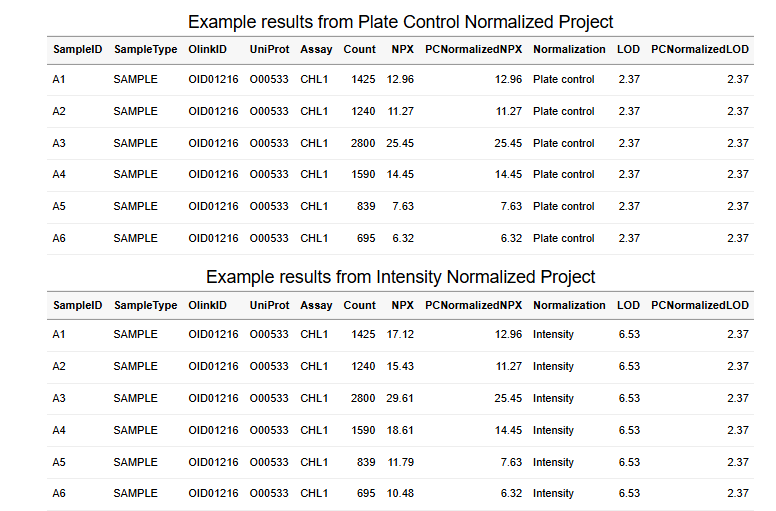 Example results from Plate Control Normalized Project
SampleID SampleType OlinkID UniProt Assay Count NPX PCNormalizedNPX Normalization LOD PCNormalizedLOD
A1 SAMPLE OID01216 O00533 CHL1 1425 12.96 12.96 Plate control 2.37 2.37
A2 SAMPLE OID01216 O00533 CHL1 1240 11.27 11.27 Plate control 2.37 2.37
A3 SAMPLE OID01216 O00533 CHL1 2800 25.45 25.45 Plate control 2.37 2.37
A4 SAMPLE OID01216 O00533 CHL1 1590 14.45 14.45 Plate control 2.37 2.37
A5 SAMPLE OID01216 O00533 CHL1 839 7.63 7.63 Plate control 2.37 2.37
A6 SAMPLE OID01216 O00533 CHL1 695 6.32 6.32 Plate control 2.37 2.37
Example results from Intensity Normalized Project
SampleID SampleType OlinkID UniProt Assay Count NPX PCNormalizedNPX Normalization LOD PCNormalizedLOD
A1 SAMPLE OID01216 O00533 CHL1 1425 17.12 12.96 Intensity 6.53 2.37
A2 SAMPLE OID01216 O00533 CHL1 1240 15.43 11.27 Intensity 6.53 2.37
A3 SAMPLE OID01216 O00533 CHL1 2800 29.61 25.45 Intensity 6.53 2.37
A4 SAMPLE OID01216 O00533 CHL1 1590 18.61 14.45 Intensity 6.53 2.37
A5 SAMPLE OID01216 O00533 CHL1 839 11.79 7.63 Intensity 6.53 2.37
A6 SAMPLE OID01216 O00533 CHL1 695 10.48 6.32 Intensity 6.53 2.37